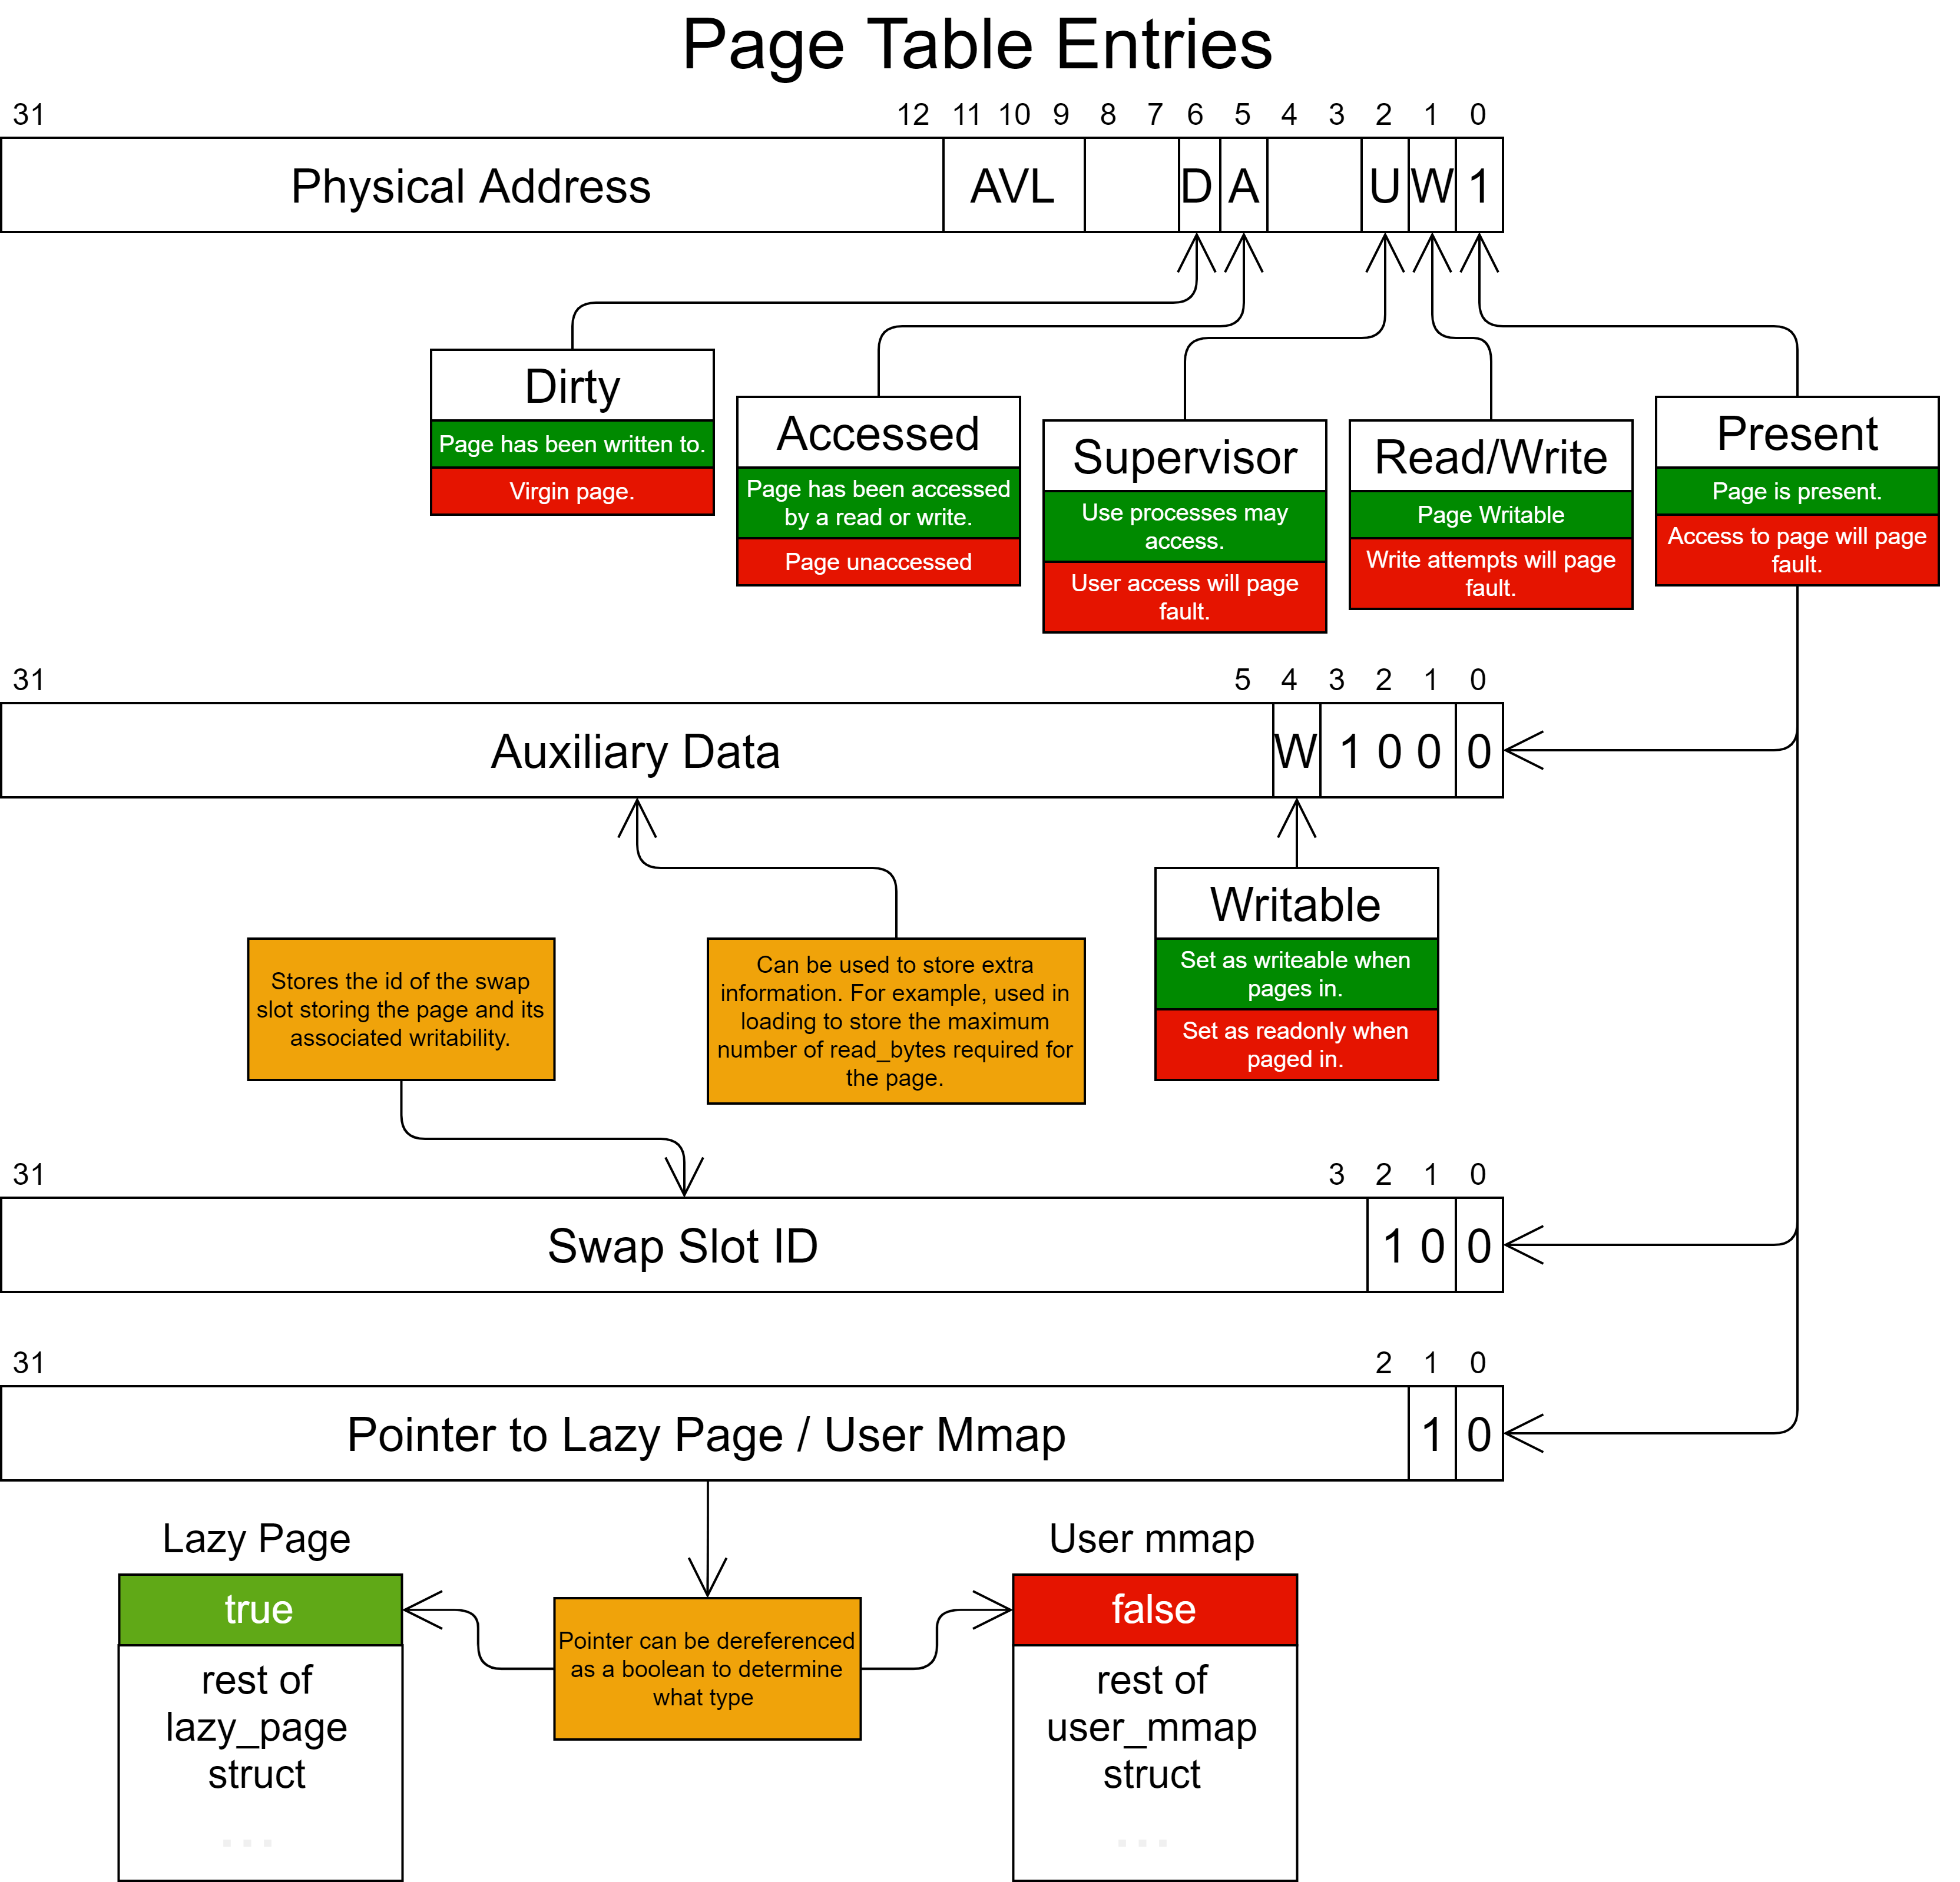 Page Table Entries
31 12 11 10 9 8 7 6 5 4 3 2 1 0
Physical Address AVL D A U W 1
Dirty
Page has been written to.
Virgin page.
Accessed
Page has been accessed
by a read or write.
Page unaccessed
Supervisor
Use processes may
access.
User access will page
fault.
Read/Write
Page Writable
Write attempts will page
fault.
Present
Page is present.
Access to page will page
fault.
31 5 4 3 2 1 0
Auxiliary Data W 1 0 0 0
Stores the id of the swap
slot storing the page and its
associated writability.
Can be used to store extra
information. For example, used in
loading to store the maximum
number of read_bytes required for
the page.
Writable
Set as writeable when
pages in.
Set as readonly when
paged in.
31 3 2 1 0
Swap Slot ID 1 0 0
31 2 1 0
Pointer to Lazy Page / User Mmap 1 0
Lazy Page
true
rest of
lazy_page
struct
...
Pointer can be dereferenced
as a boolean to determine
what type
User mmap
false
rest of
user_mmap
struct
...